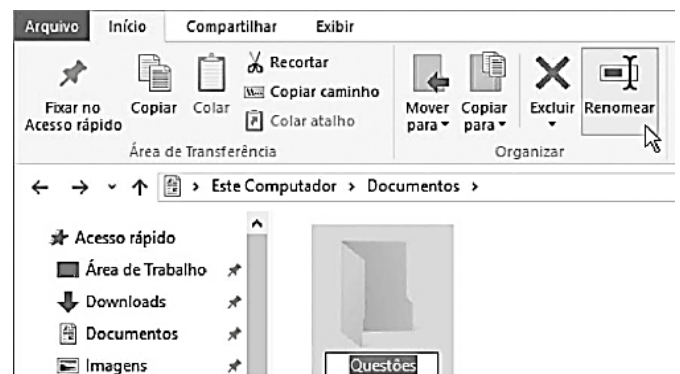 Arquivo Início Compartilhar Exibir
Fixar no Acesso rápido
Copiar
Colar
Recortar
Copiar caminho
Colar atalho
Mover para
Copiar para
Excluir
Renomear
Área de Transferência
Organizar
Este Computador > Documentos >
Acesso rápido
Área de Trabalho
Downloads
Documentos
Imagens
Questões